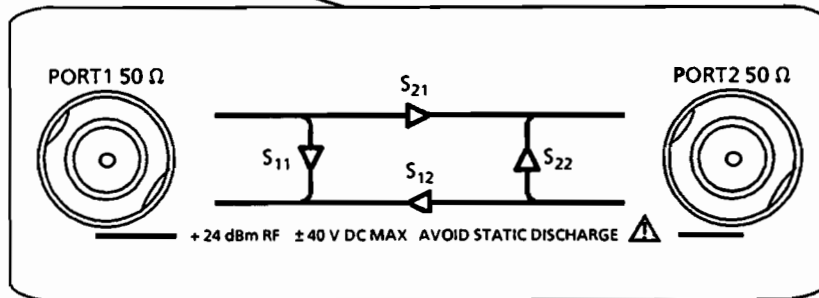 PORT1 50 Ω
PORT2 50 Ω
S21
S11
S12
S22
+24 dBm RF ±40 V DC MAX AVOID STATIC DISCHARGE